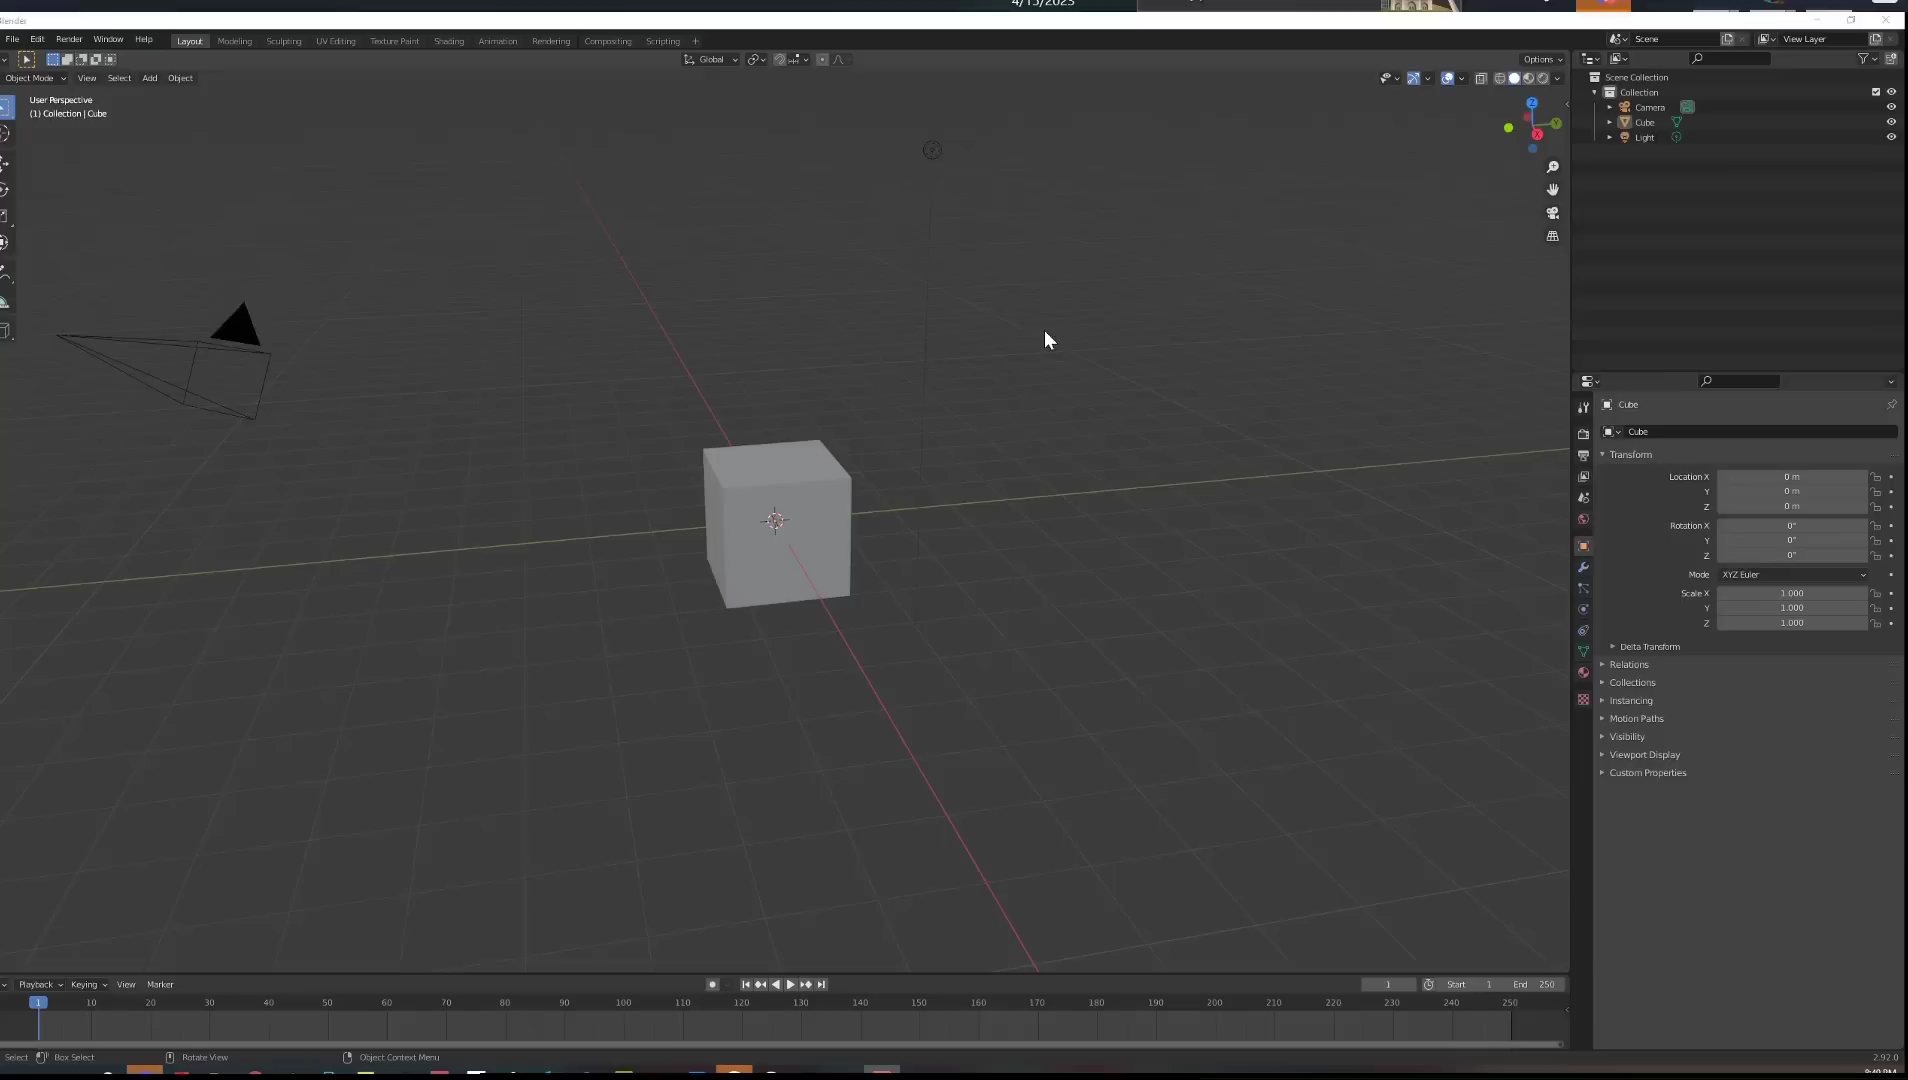 4/15/2023
Blender
File Edit Render Window Help Layout Modeling Sculpting UV Editing Texture Paint Shading Animation Rendering Compositing Scripting + Scene View Layer
Global Options
Object Mode View Select Add Object
User Perspective
(1) Collection | Cube
Z
Y
X
Scene Collection
Collection
Camera
Cube
Light
Cube
Cube
Transform
Location X 0 m
Y 0 m
Z 0 m
Rotation X 0°
Y 0°
Z 0°
Mode XYZ Euler
Scale X 1.000
Y 1.000
Z 1.000
Delta Transform
Relations
Collections
Instancing
Motion Paths
Visibility
Viewport Display
Custom Properties
Playback Keying View Marker 1 Start 1 End 250
1 10 20 30 40 50 60 70 80 90 100 110 120 130 140 150 160 170 180 190 200 210 220 230 240 250
Select Box Select Rotate View Object Context Menu 2.92.0